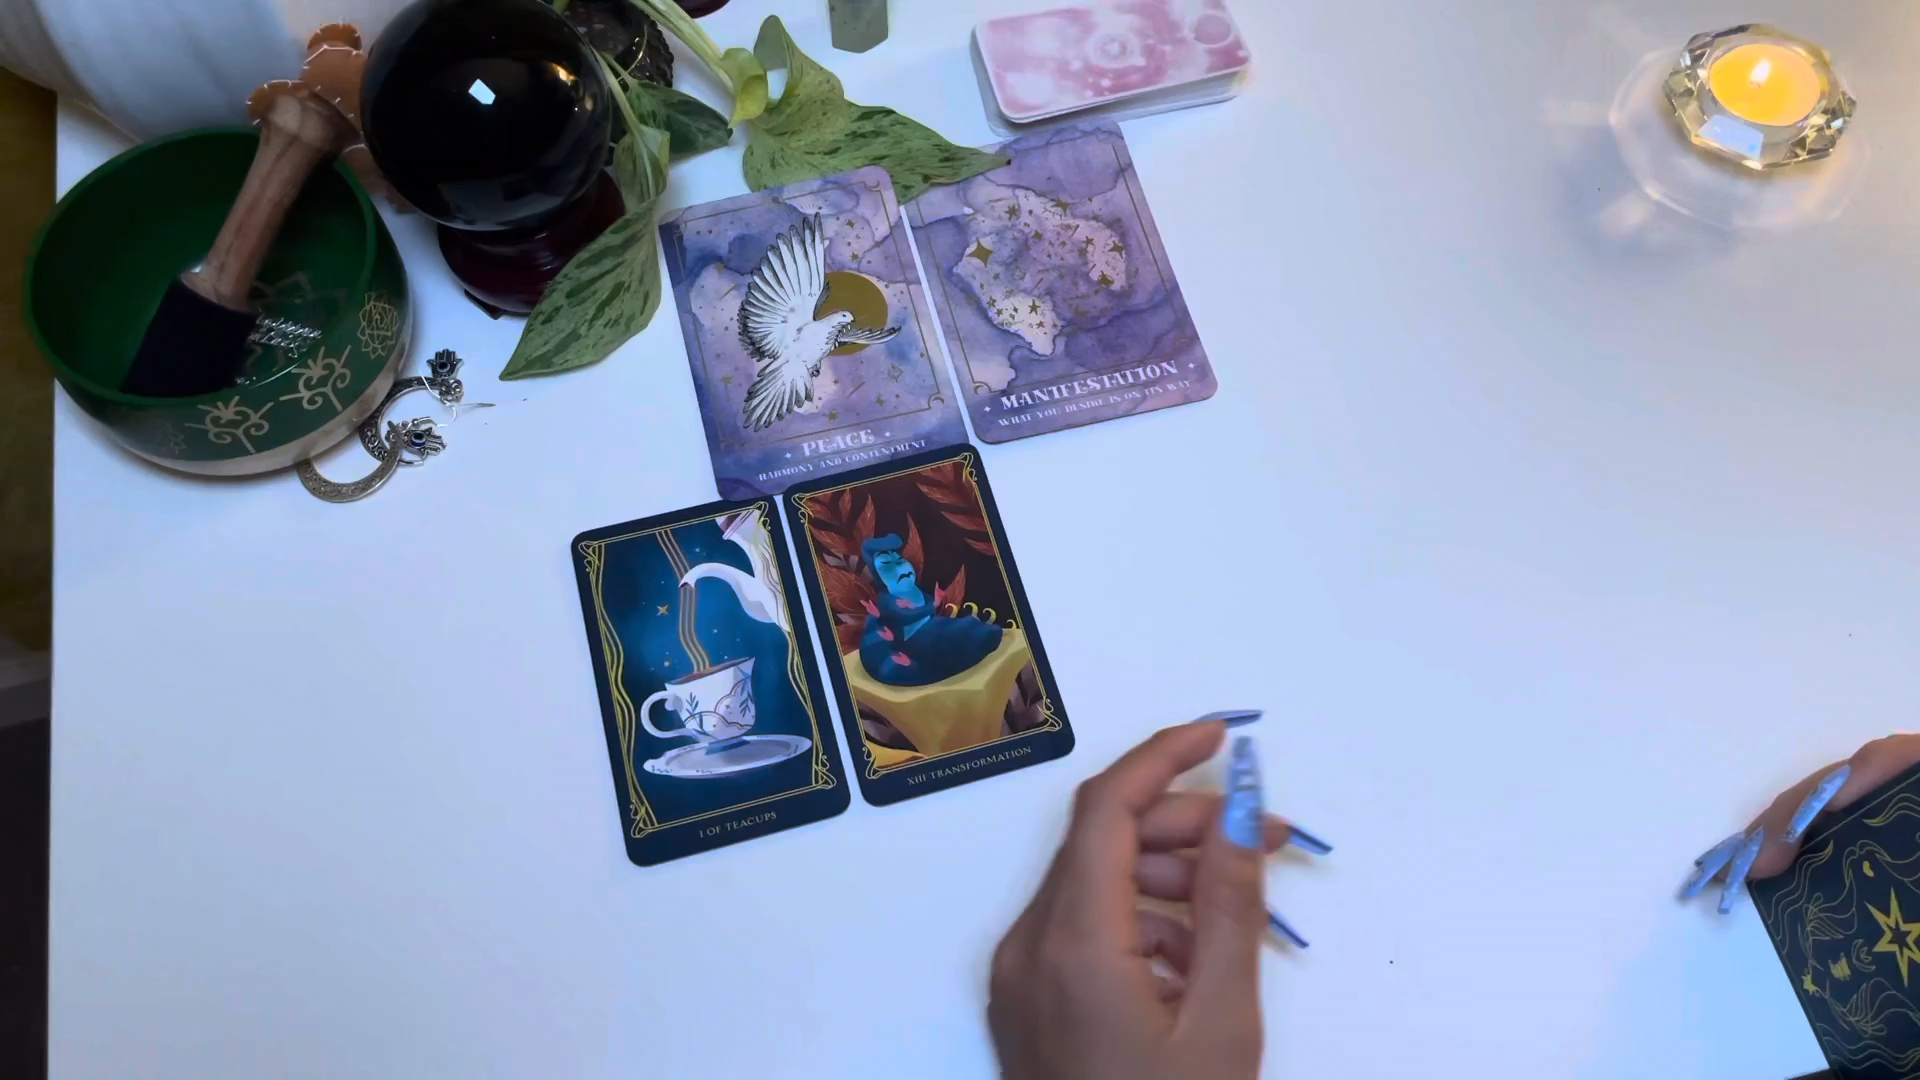 PEACE
HARMONY AND CONTENTMENT
MANIFESTATION
WHAT YOU DESIRE IS ON ITS WAY
I OF TEACUPS
XIII TRANSFORMATION